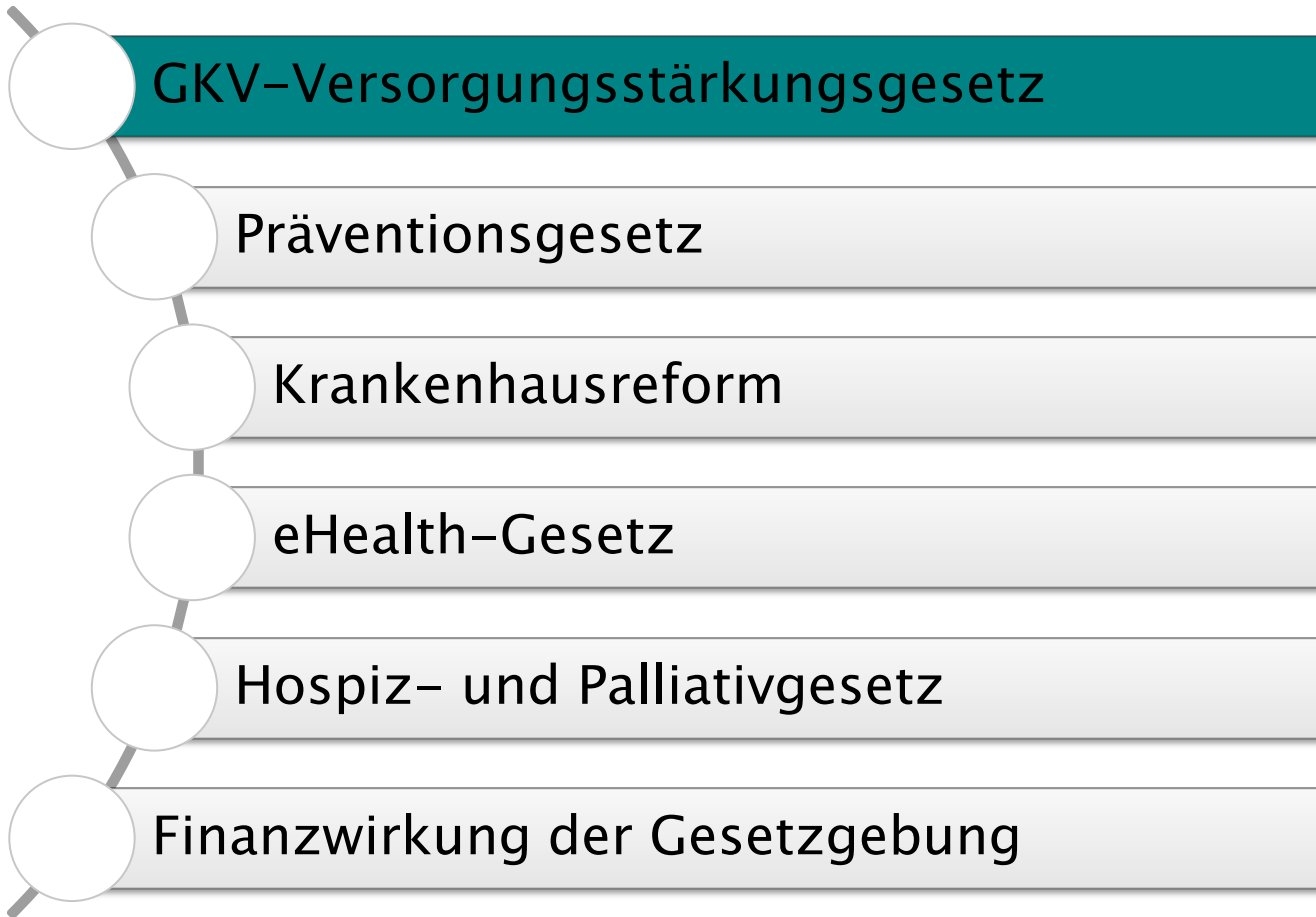 GKV-Versorgungsstärkungsgesetz
Präventionsgesetz
Krankenhausreform
eHealth-Gesetz
Hospiz- und Palliativgesetz
Finanzwirkung der Gesetzgebung